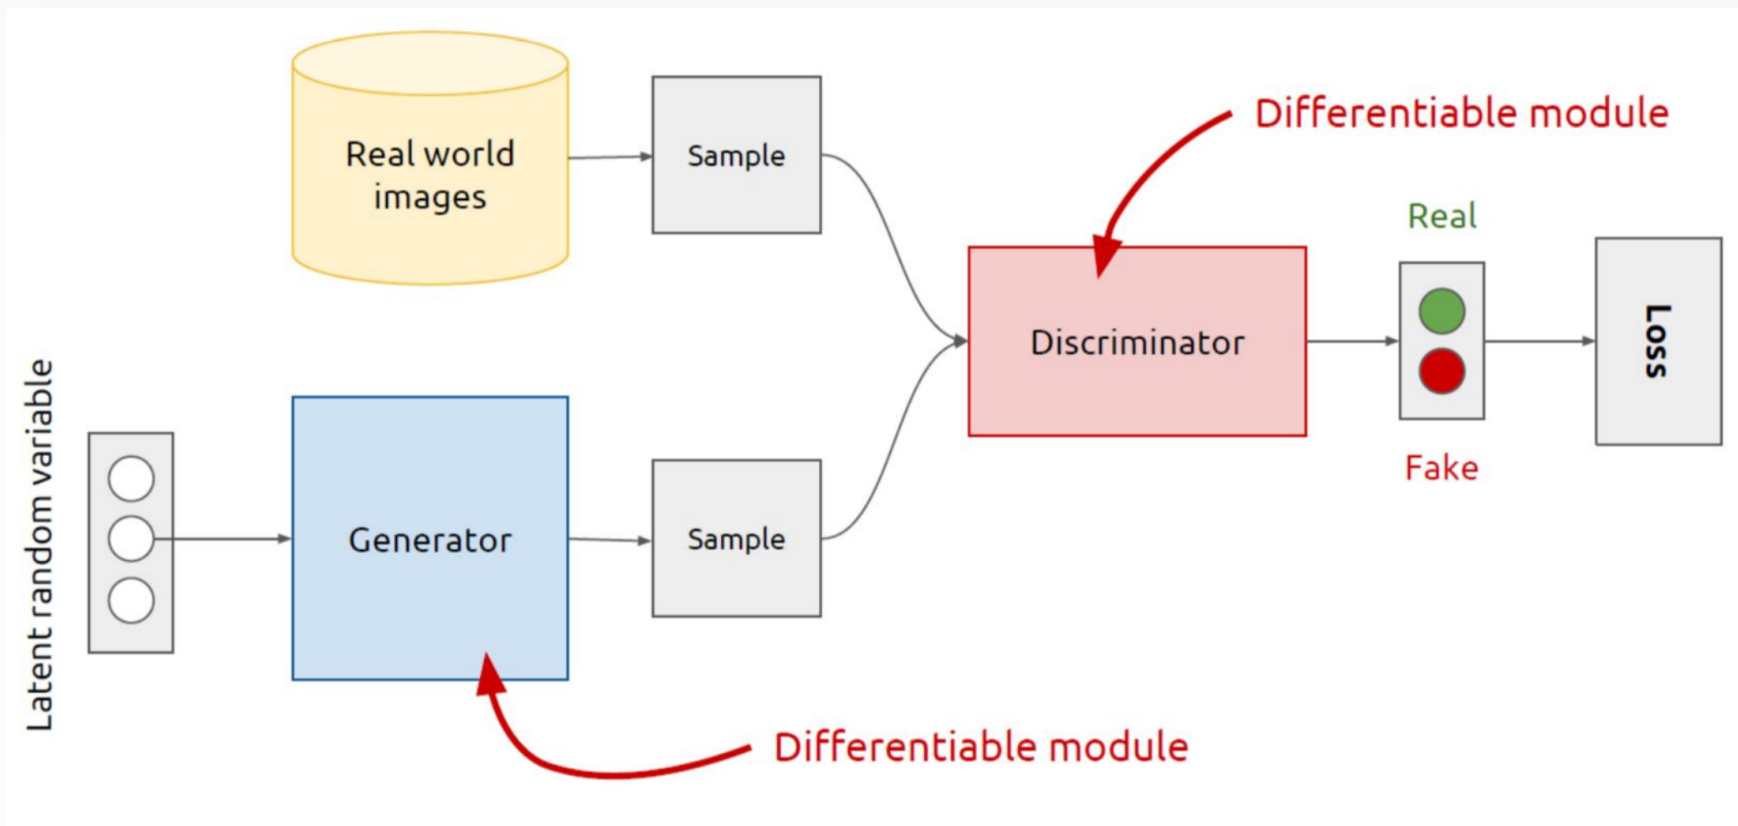 Real world
images
Sample
Differentiable module
Real
Discriminator
Loss
Fake
Latent random variable
Generator
Sample
Differentiable module